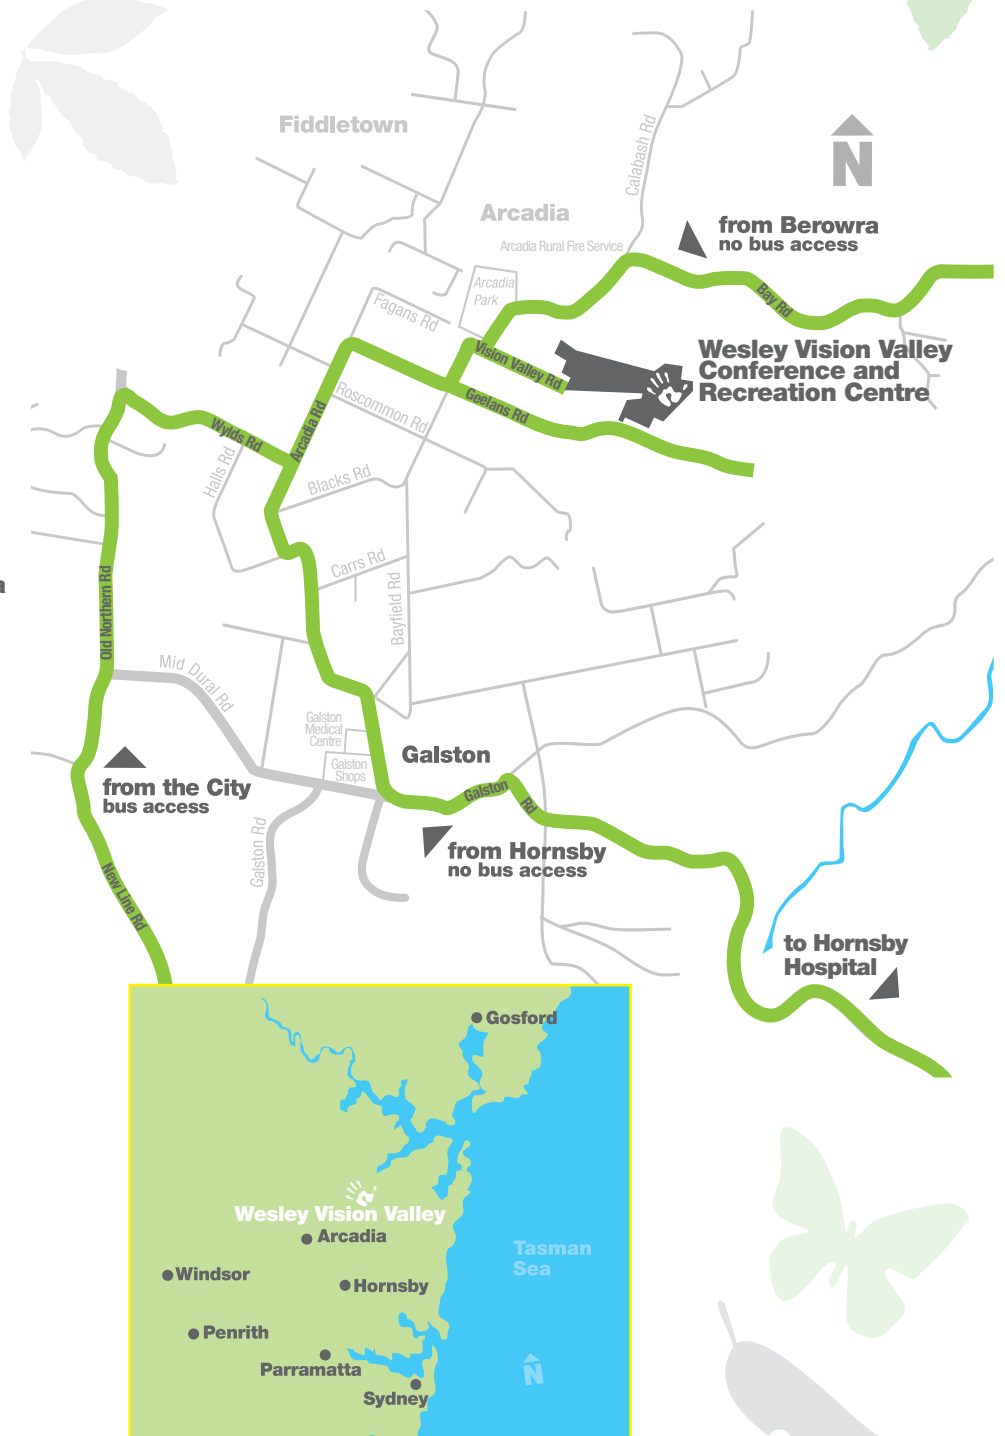 Fiddletown
Calabash Rd
N
Arcadia
from Berowra
no bus access
Arcadia Rural Fire Service
Arcadia
Park
Bay Rd
Fagans Rd
Vision Valley Rd
Wesley Vision Valley
Conference and
Recreation Centre
Geelans Rd
Roscommon Rd
Arcadia Rd
Wylds Rd
Halls Rd
Blacks Rd
Carrs Rd
Bayfield Rd
a
Old Northern Rd
Mid Dural Rd
Galston
Medical
Centre
Galston
Shops
Galston
from the City
bus access
Galston Rd
Galston Rd
from Hornsby
no bus access
New Line Rd
to Hornsby
Hospital
Gosford
Wesley Vision Valley
Arcadia
Tasman
Sea
Windsor
Hornsby
Penrith
Parramatta
N
Sydney